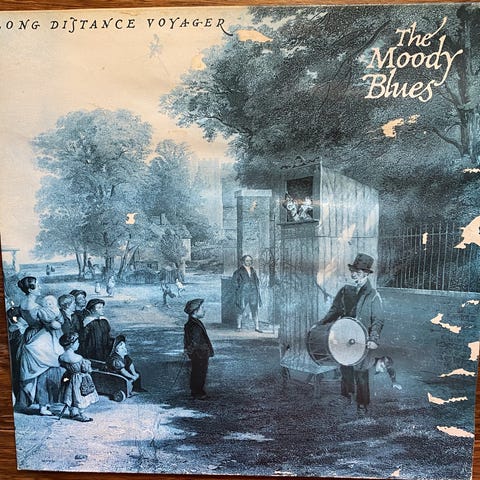 LONG DISTANCE VOYAGER
The
Moody
Blues